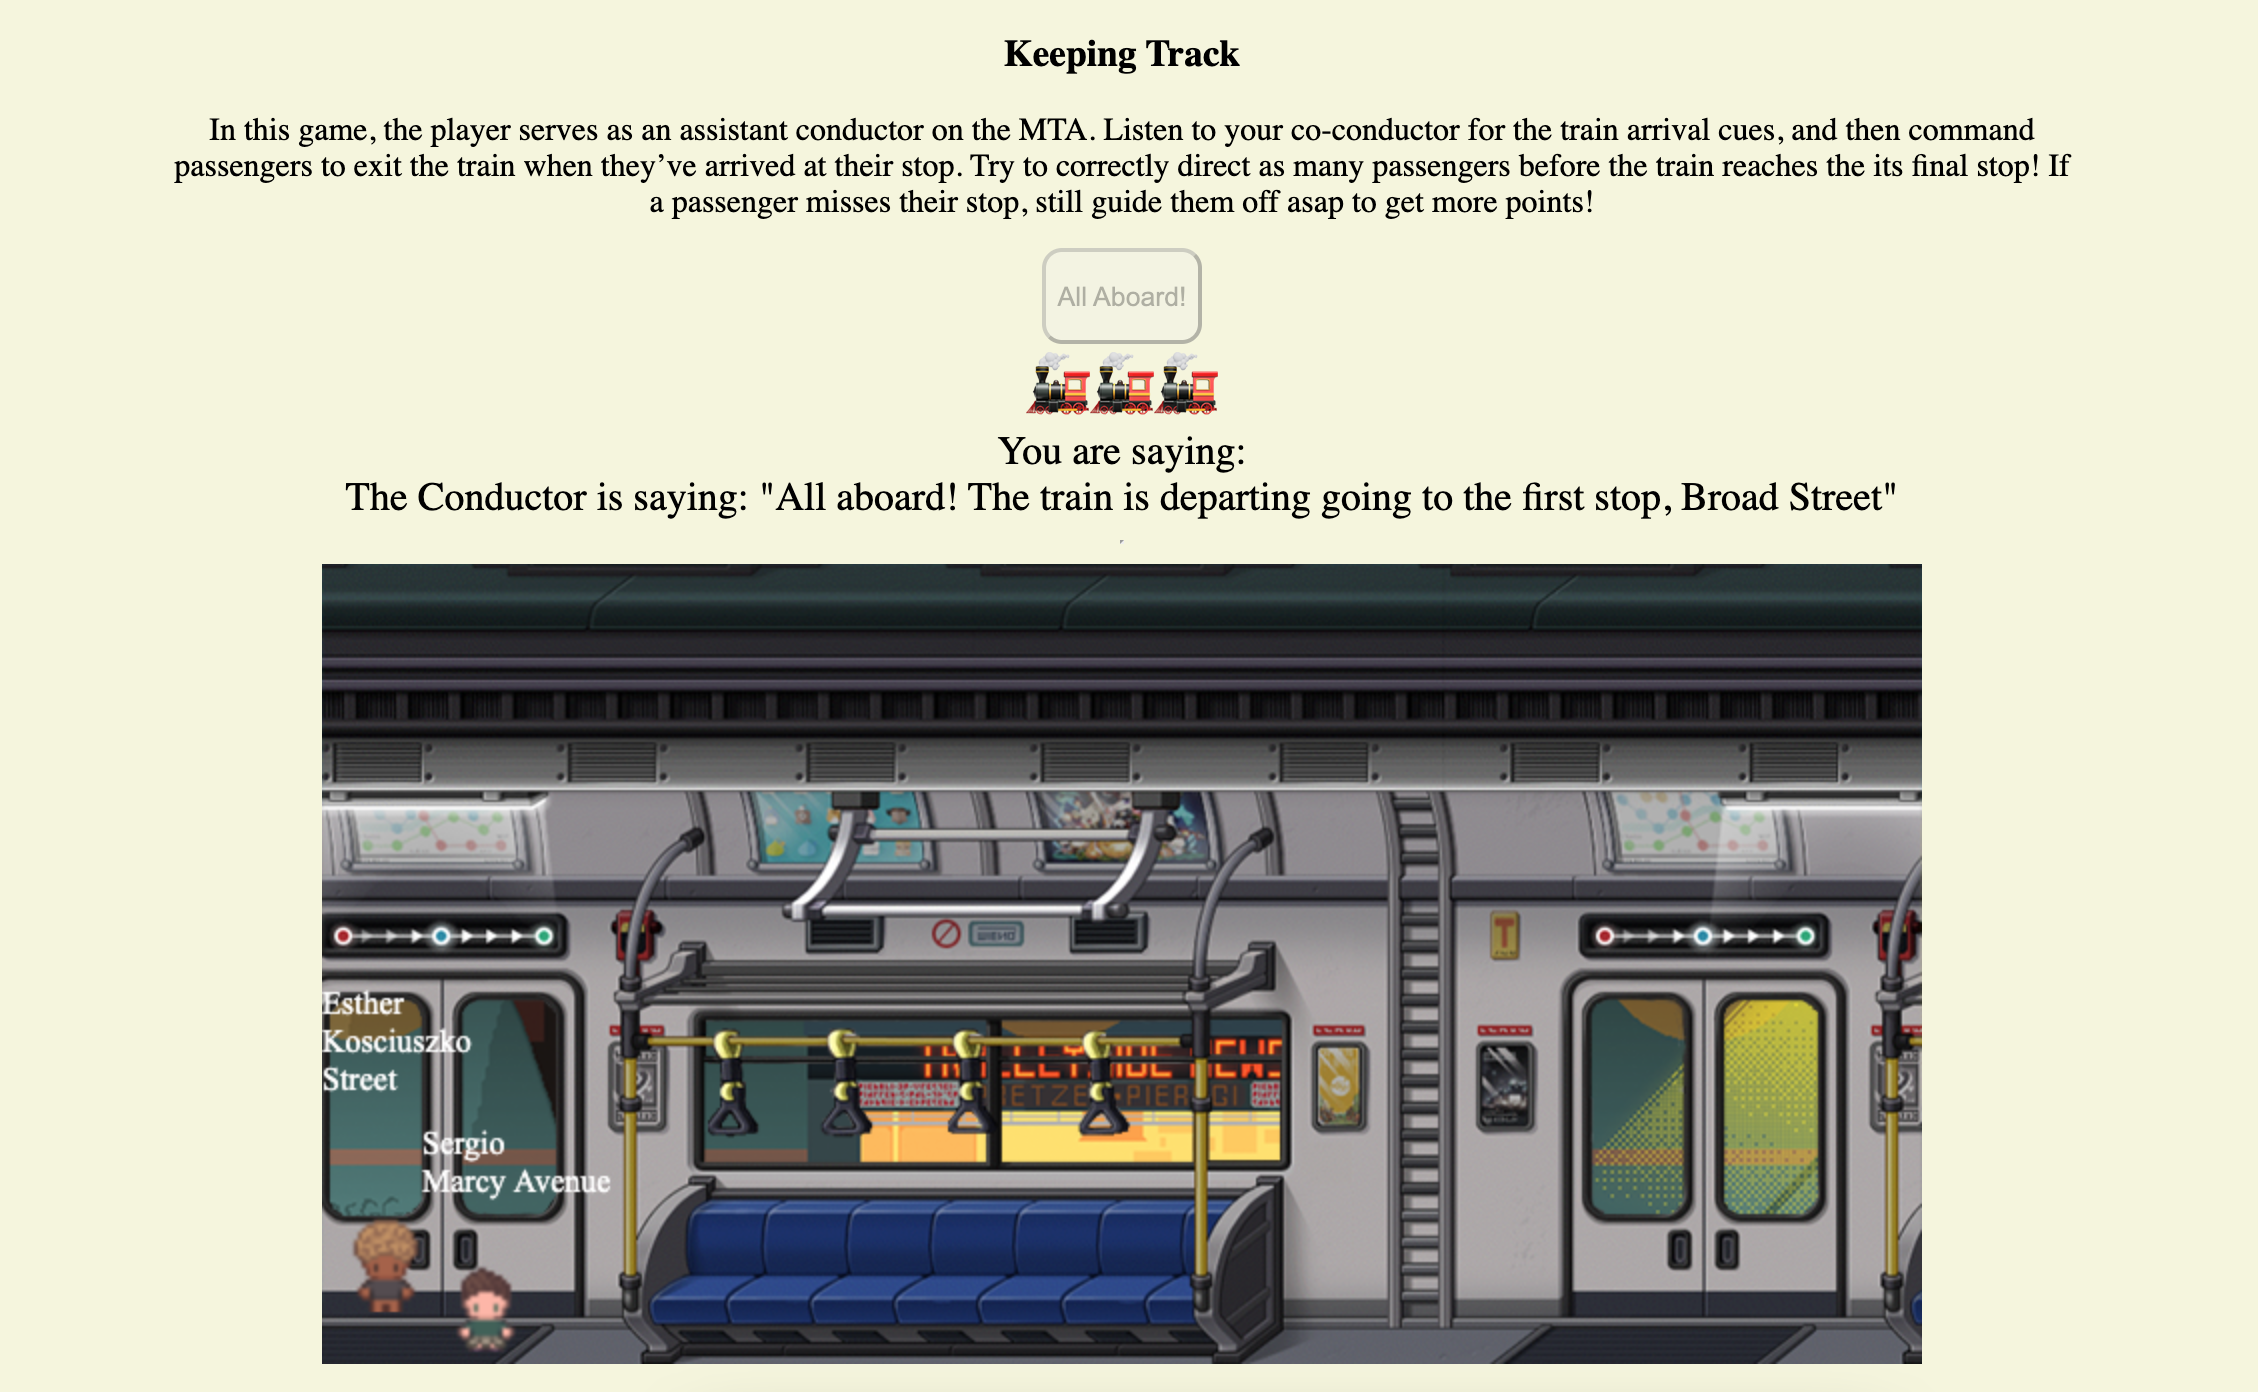 Keeping Track
In this game, the player serves as an assistant conductor on the MTA. Listen to your co-conductor for the train arrival cues, and then command
passengers to exit the train when they’ve arrived at their stop. Try to correctly direct as many passengers before the train reaches the its final stop! If
a passenger misses their stop, still guide them off asap to get more points!
All Aboard!
You are saying:
The Conductor is saying: "All aboard! The train is departing going to the first stop, Broad Street"
T
Esther
Kosciuszko
Street
Sergio
Marcy Avenue